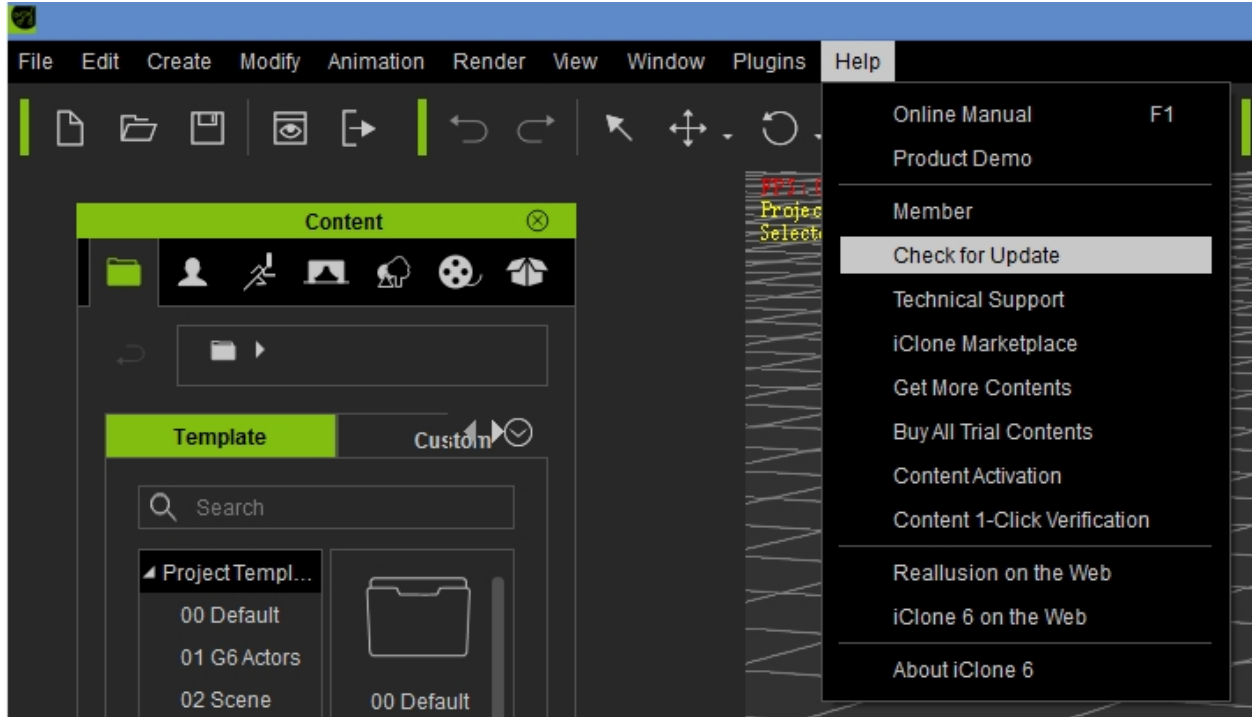 File Edit Create Modify Animation Render View Window Plugins Help
Online Manual F1
Product Demo
Member
Check for Update
Technical Support
iClone Marketplace
Get More Contents
Buy All Trial Contents
Content Activation
Content 1-Click Verification
Reallusion on the Web
iClone 6 on the Web
About iClone 6
Projec
Selecte
Content
Template Custom
Search
Project Templ...
00 Default
01 G6 Actors
02 Scene
00 Default